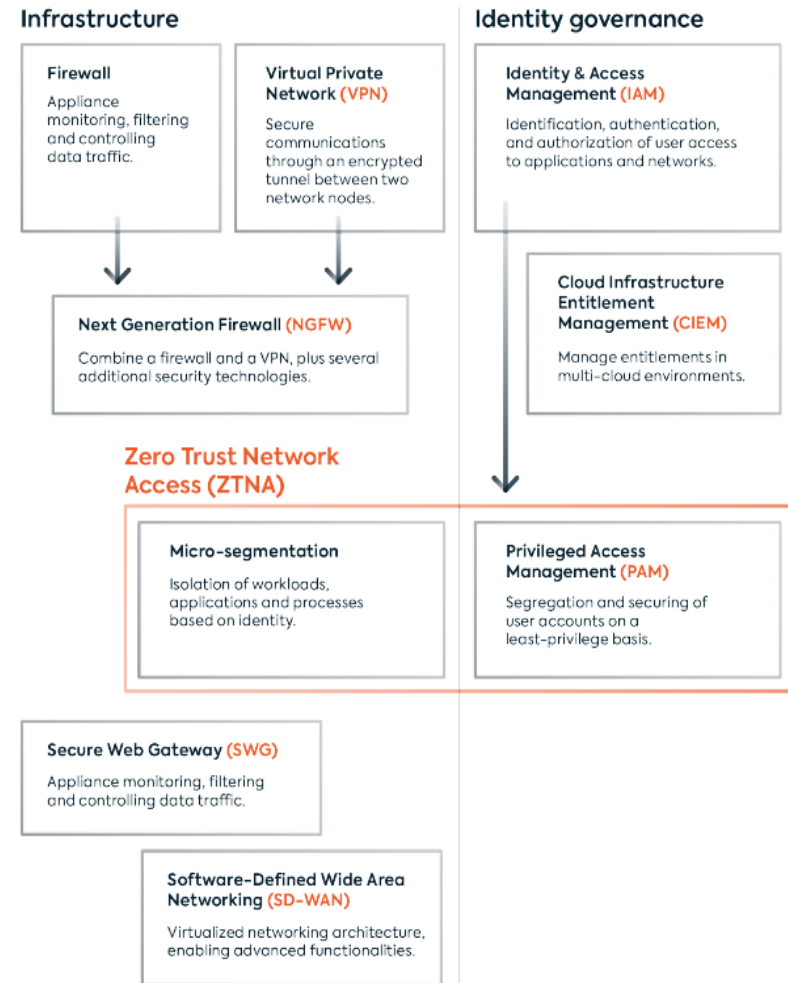 Infrastructure
Identity governance
Firewall
Appliance
monitoring, filtering
and controlling
data traffic.
Virtual Private
Network (VPN)
Secure
communications
through an encrypted
tunnel between two
network nodes.
Identity & Access
Management (IAM)
Identification, authentication,
and authorization of user access
to applications and networks.
Next Generation Firewall (NGFW)
Combine a firewall and a VPN, plus several
additional security technologies.
Cloud Infrastructure
Entitlement
Management (CIEM)
Manage entitlements in
multi-cloud environments.
Zero Trust Network
Access (ZTNA)
Micro-segmentation
Isolation of workloads,
applications and processes
based on identity.
Privileged Access
Management (PAM)
Segregation and securing of
user accounts on a
least-privilege basis.
Secure Web Gateway (SWG)
Appliance monitoring, filtering
and controlling data traffic.
Software-Defined Wide Area
Networking (SD-WAN)
Virtualized networking architecture,
enabling advanced functionalities.